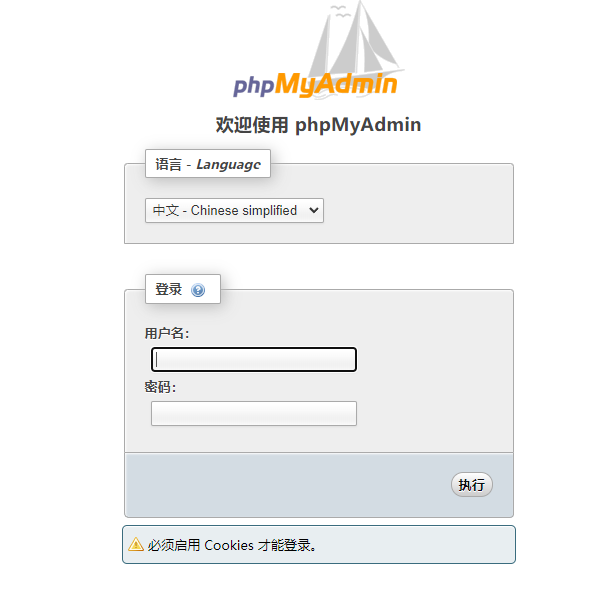 phpMyAdmin
欢迎使用 phpMyAdmin
语言 - Language
中文 - Chinese simplified
登录
用户名：
密码：
执行
必须启用 Cookies 才能登录。